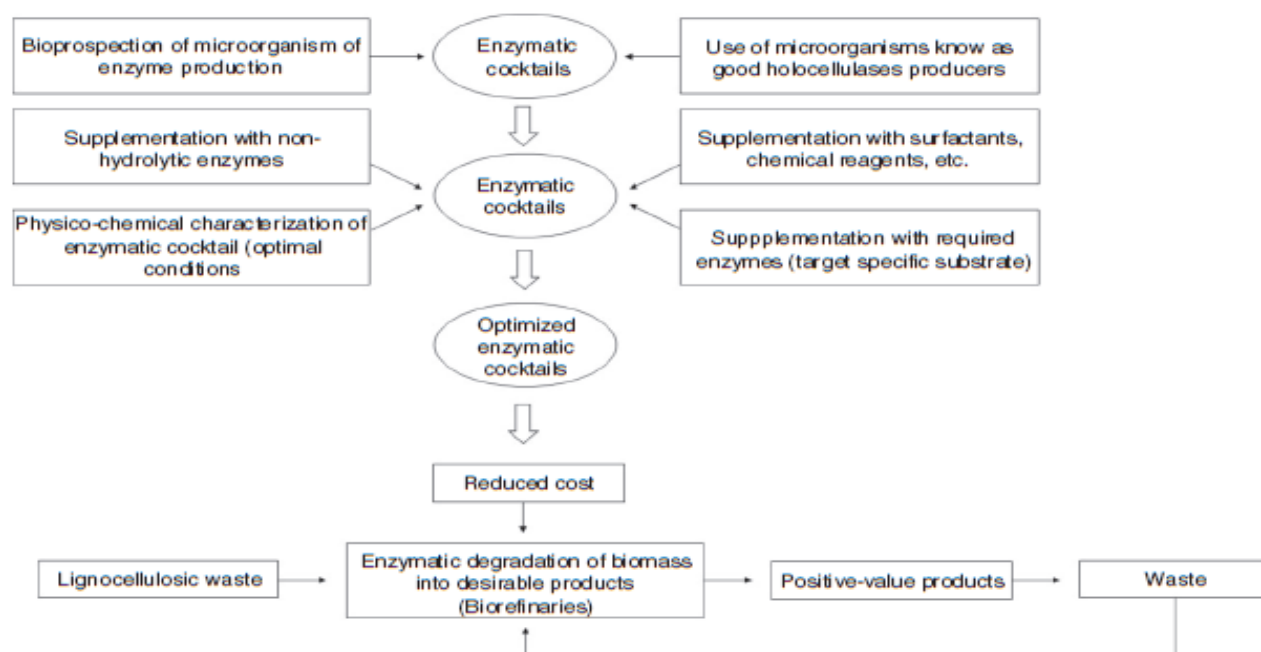 Bioprospection of microorganism of
enzyme production
Enzymatic
cocktails
Use of microorganisms know as
good holocellulases producers
Supplementation with non-
hydrolytic enzymes
Supplementation with surfactants,
chemical reagents, etc.
Enzymatic
cocktails
Physico-chemical characterization of
enzymatic cocktail (optimal
conditions
Suppplementation with required
enzymes (target specific substrate)
Optimized
enzymatic
cocktails
Reduced cost
Lignocellulosic waste
Enzymatic degradation of biomass
into desirable products
(Biorefinaries)
Positive-value products
Waste